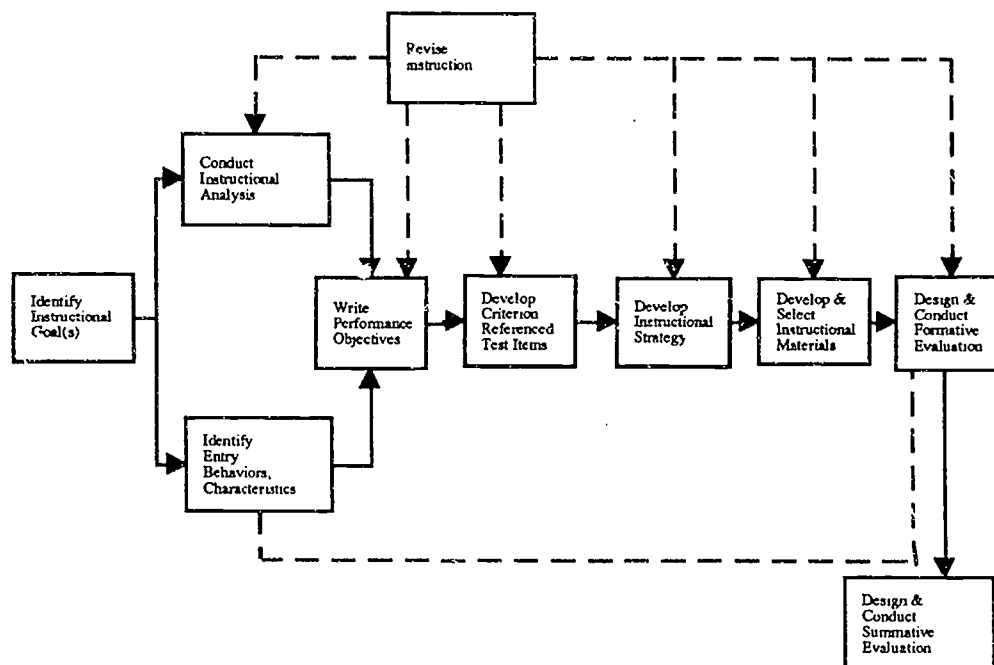 Revise
instruction
Conduct
Instructional
Analysis
Identify
Instructional
Goal(s)
Write
Performance
Objectives
Develop
Criterion
Referenced
Test Items
Develop
Instructional
Strategy
Develop &
Select
Instructional
Materials
Design &
Conduct
Formative
Evaluation
Identify
Entry
Behaviors,
Characteristics
Design &
Conduct
Summative
Evaluation